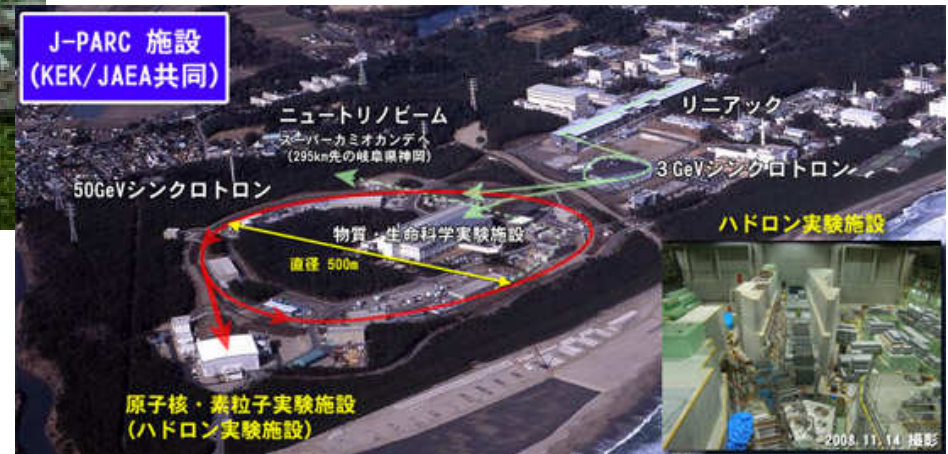 J-PARC 施設
(KEK/JAEA共同)
ニュートリノビーム
スーパーカミオカンデへ
(295km先の岐阜県神岡)
リニアック
3GeVシンクロトロン
50GeVシンクロトロン
物質・生命科学実験施設
直径 500m
ハドロン実験施設
原子核・素粒子実験施設
(ハドロン実験施設)
2008.11.14 撮影